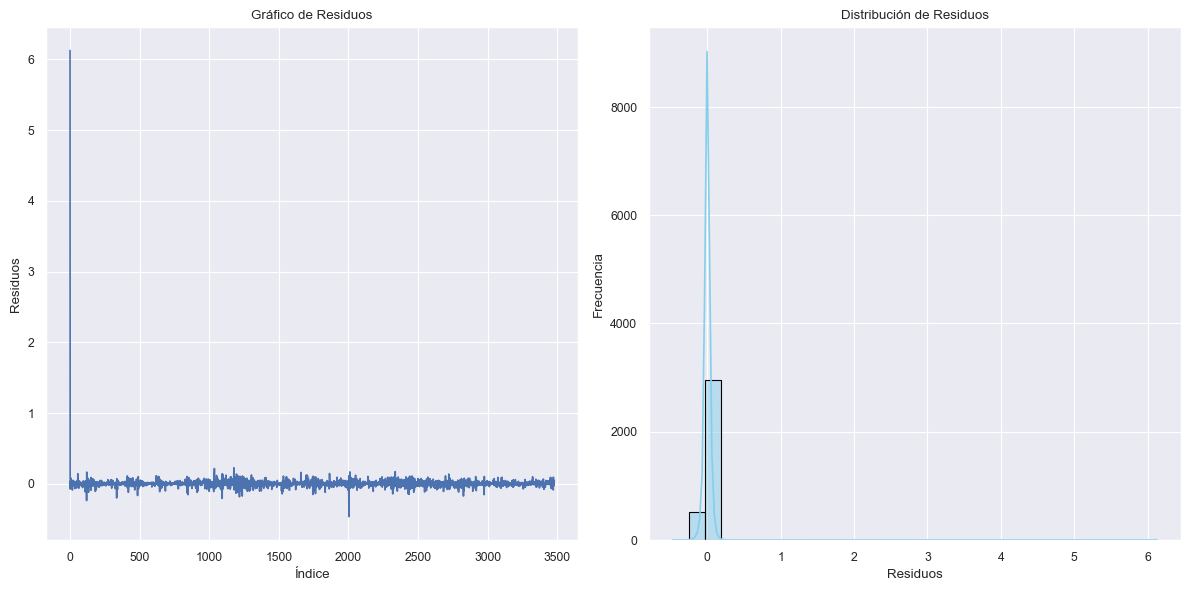 Gráfico de Residuos
Residuos
6
5
4
3
2
1
0
0 500 1000 1500 2000 2500 3000 3500
Índice
Distribución de Residuos
Frecuencia
8000
6000
4000
2000
0
0 1 2 3 4 5 6
Residuos